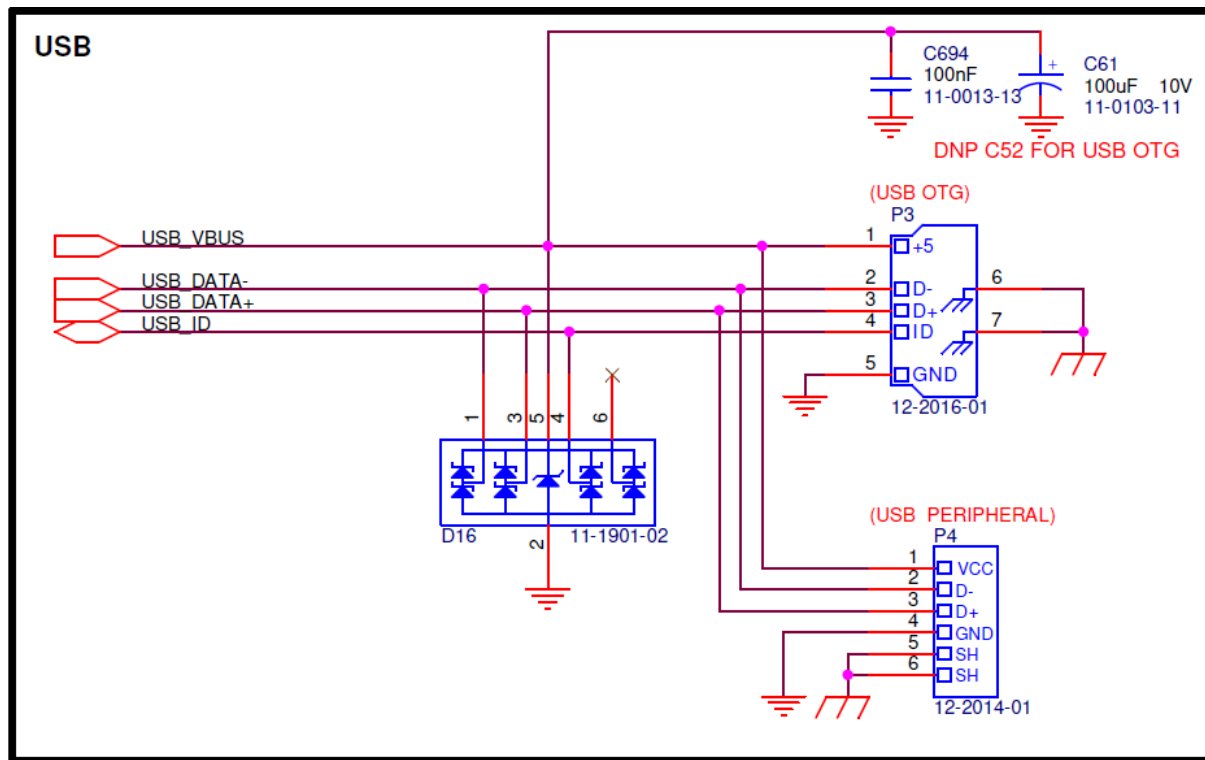 USB
C694
100nF
11-0013-13
+
C61
100uF 10V
11-0103-11
DNP C52 FOR USB OTG
(USB OTG)
P3
USB_VBUS
1
+5
USB_DATA-
2
D-
6
USB_DATA+
3
D+
USB_ID
4
ID
7
5
GND
12-2016-01
1
3
5
4
6
D16
2
11-1901-02
(USB PERIPHERAL)
P4
1
VCC
2
D-
3
D+
4
GND
5
SH
6
SH
12-2014-01